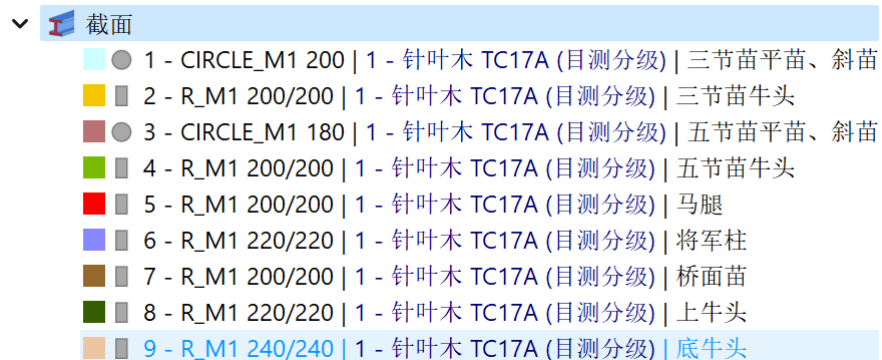 截面
1 - CIRCLE_M1 200 | 1 - 针叶木 TC17A (目测分级) | 三节苗平苗、斜苗
2 - R_M1 200/200 | 1 - 针叶木 TC17A (目测分级) | 三节苗牛头
3 - CIRCLE_M1 180 | 1 - 针叶木 TC17A (目测分级) | 五节苗平苗、斜苗
4 - R_M1 200/200 | 1 - 针叶木 TC17A (目测分级) | 五节苗牛头
5 - R_M1 200/200 | 1 - 针叶木 TC17A (目测分级) | 马腿
6 - R_M1 220/220 | 1 - 针叶木 TC17A (目测分级) | 将军柱
7 - R_M1 200/200 | 1 - 针叶木 TC17A (目测分级) | 桥面苗
8 - R_M1 220/220 | 1 - 针叶木 TC17A (目测分级) | 上牛头
9 - R_M1 240/240 | 1 - 针叶木 TC17A (目测分级) | 底牛头